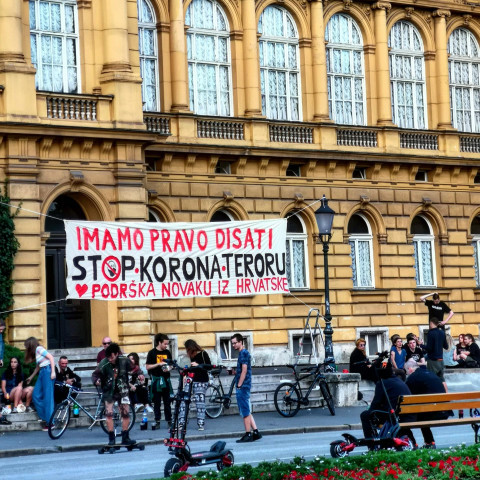 IMAMO PRAVO DISATI
STOP·KORONA·TERORU
PODRŠKA NOVAKU IZ HRVATSKE